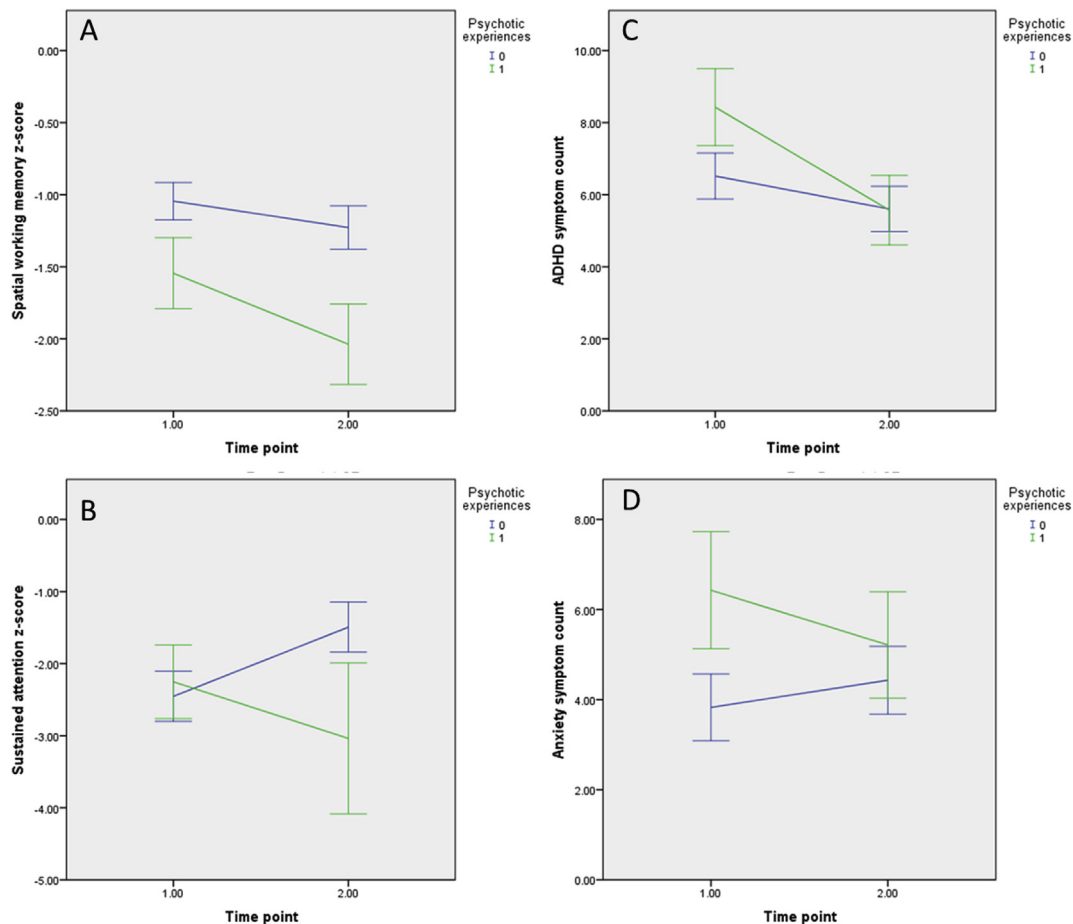 A
Psychotic
experiences
0
1
0.00
-0.50
-1.00
-1.50
-2.00
-2.50
Spatial working memory z-score
1.00 2.00
Time point
C
Psychotic
experiences
0
1
10.00
8.00
6.00
4.00
2.00
0.00
ADHD symptom count
1.00 2.00
Time point
B
Psychotic
experiences
0
1
0.00
-1.00
-2.00
-3.00
-4.00
-5.00
Sustained attention z-score
1.00 2.00
Time point
D
Psychotic
experiences
0
1
8.00
6.00
4.00
2.00
0.00
Anxiety symptom count
1.00 2.00
Time point